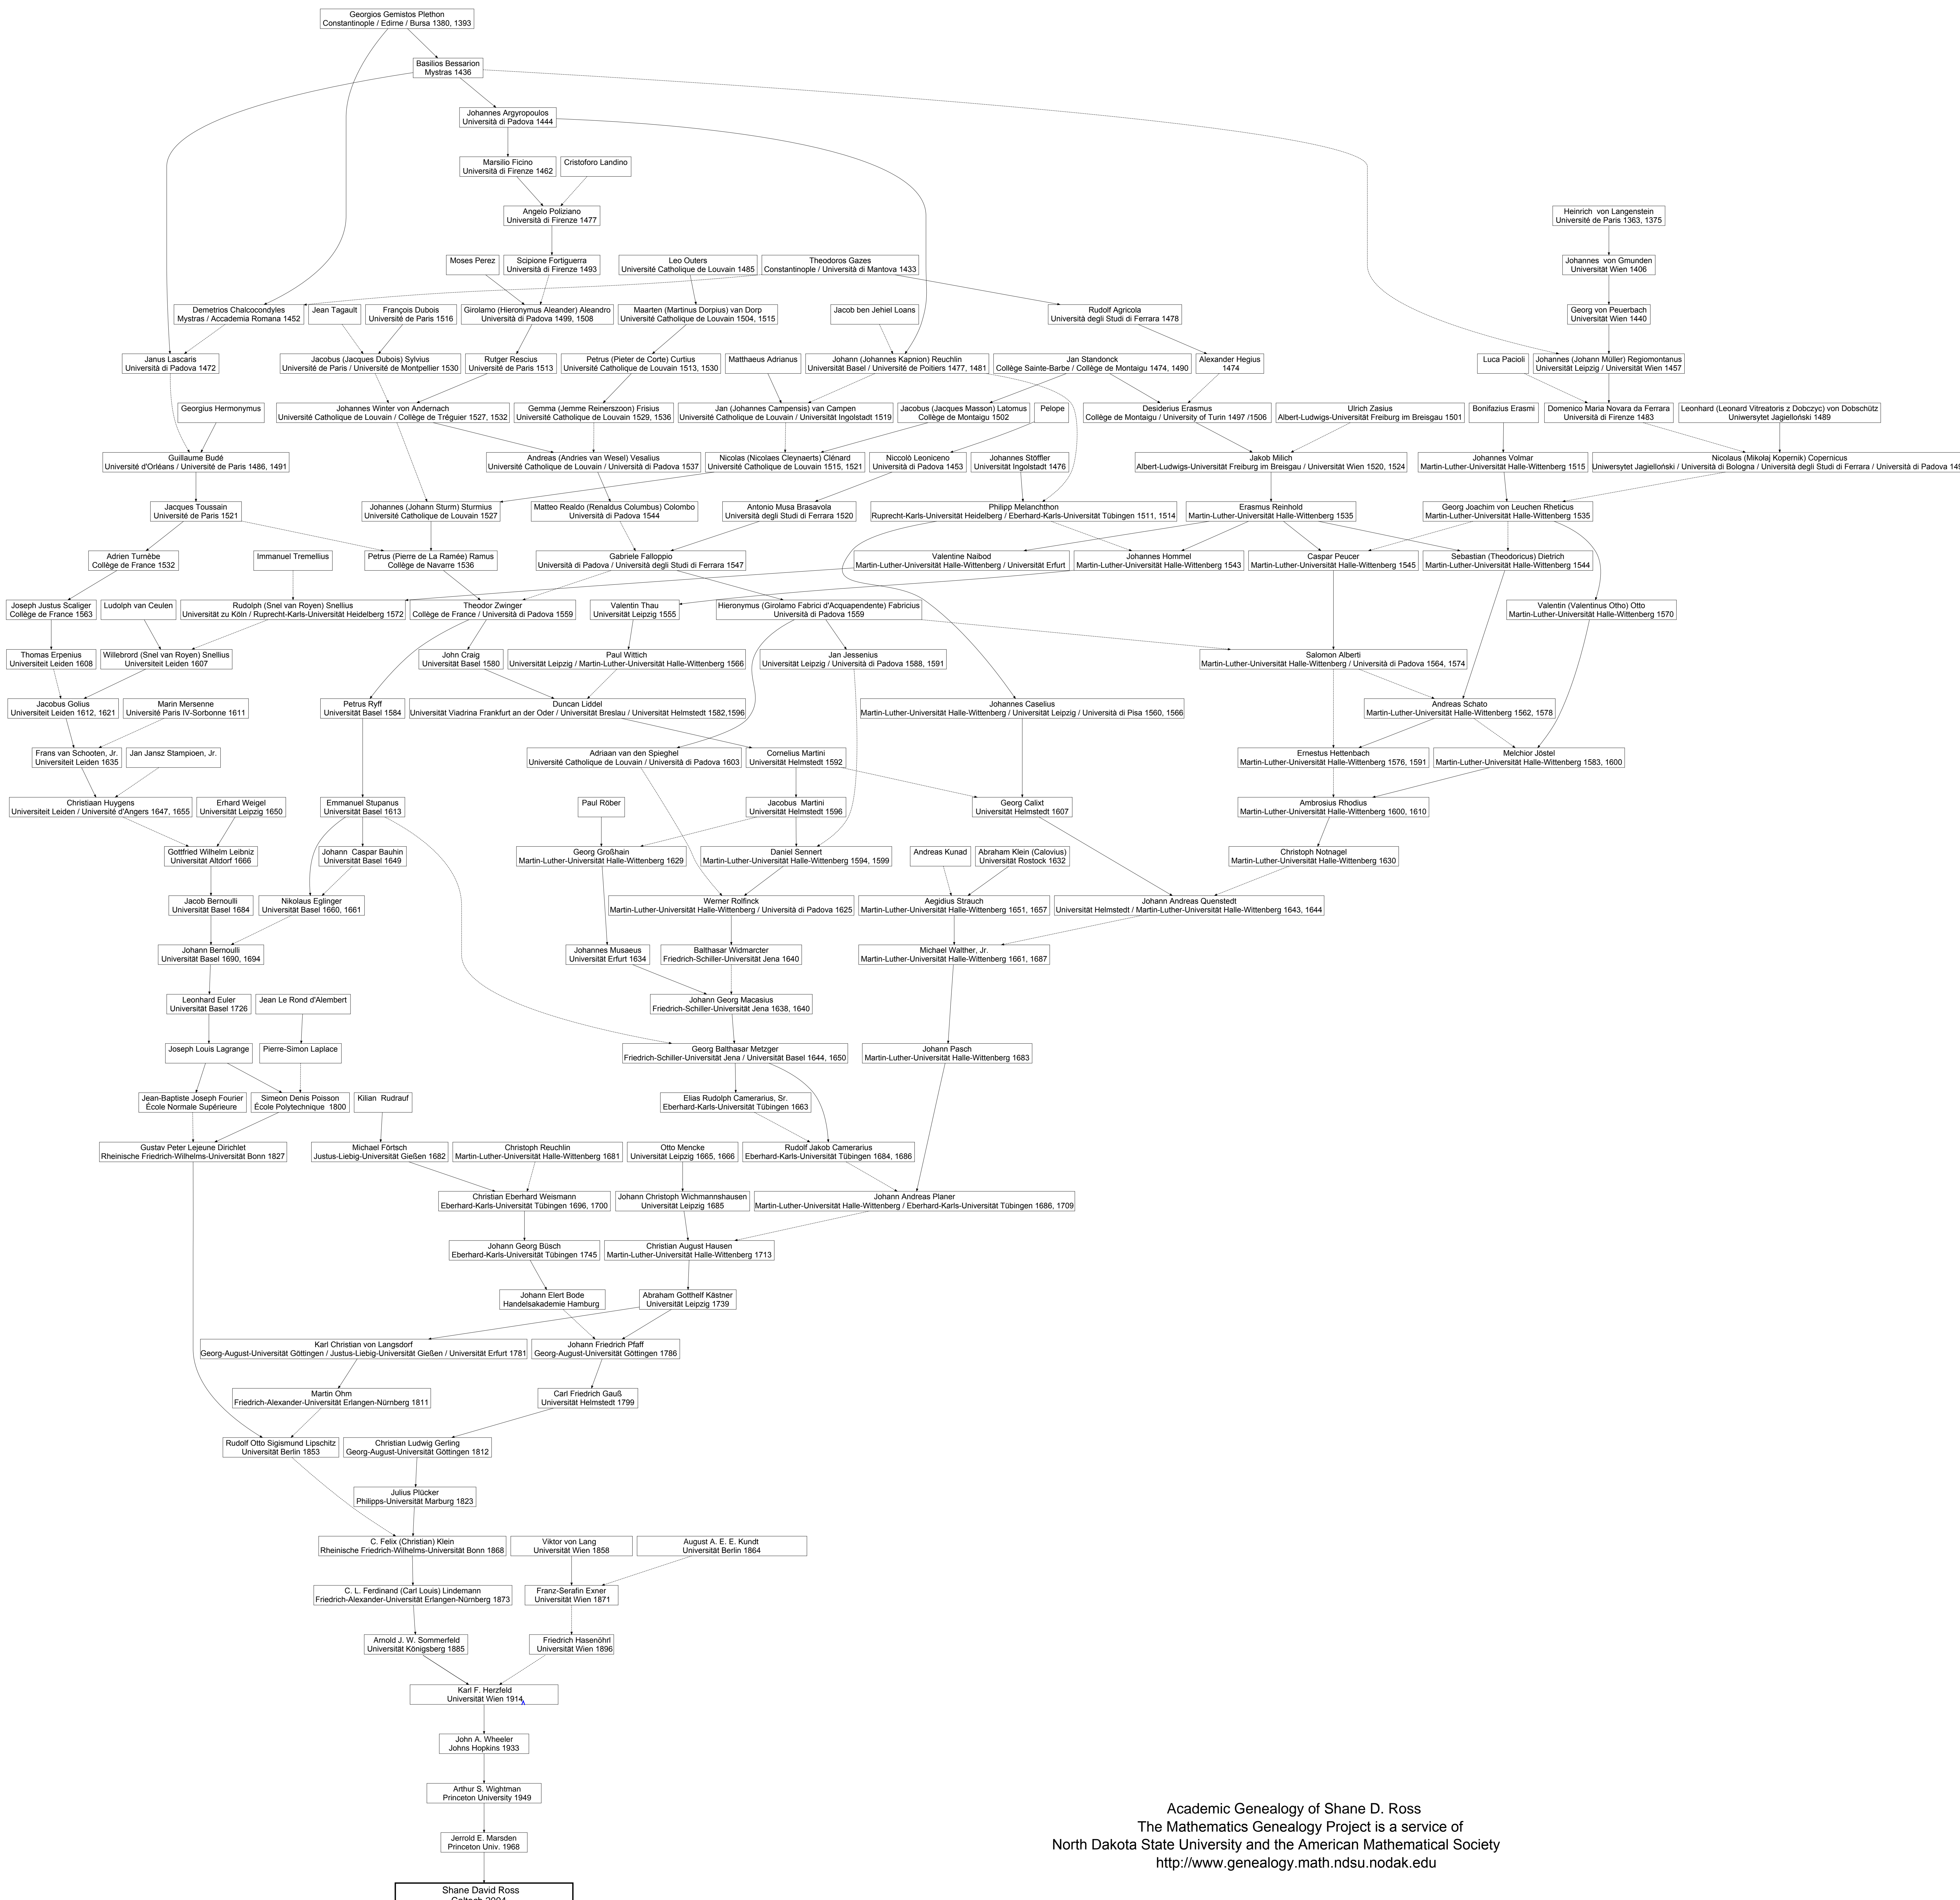 Georgios Gemistos Plethon
Constantinople / Edirne / Bursa 1380, 1393
Basilios Bessarion
Mystras 1436
Johannes Argyropoulos
Università di Padova 1444
Marsilio Ficino
Università di Firenze 1462
Cristoforo Landino
Angelo Poliziano
Università di Firenze 1477
Heinrich von Langenstein
Université de Paris 1363, 1375
Moses Perez
Scipione Fortiguerra
Università di Firenze 1493
Leo Outers
Université Catholique de Louvain 1485
Theodoros Gazes
Constantinople / Università di Mantova 1433
Johannes von Gmunden
Universität Wien 1406
Demetrios Chalcocondyles
Mystras / Accademia Romana 1452
Jean Tagault
François Dubois
Université de Paris 1516
Girolamo (Hieronymus Aleander) Aleandro
Università di Padova 1499, 1508
Maarten (Martinus Dorpius) van Dorp
Université Catholique de Louvain 1504, 1515
Jacob ben Jehiel Loans
Rudolf Agricola
Università degli Studi di Ferrara 1478
Georg von Peuerbach
Universität Wien 1440
Janus Lascaris
Università di Padova 1472
Jacobus (Jacques Dubois) Sylvius
Université de Paris / Université de Montpellier 1530
Rutger Rescius
Université de Paris 1513
Petrus (Pieter de Corte) Curtius
Université Catholique de Louvain 1513, 1530
Matthaeus Adrianus
Johann (Johannes Kapnion) Reuchlin
Universität Basel / Université de Poitiers 1477, 1481
Jan Standonck
Collège Sainte-Barbe / Collège de Montaigu 1474, 1490
Alexander Hegius
1474
Luca Pacioli
Johannes (Johann Müller) Regiomontanus
Universität Leipzig / Universität Wien 1457
Georgius Hermonymus
Johannes Winter von Andernach
Université Catholique de Louvain / Collège de Tréguier 1527, 1532
Gemma (Jemme Reinerszoon) Frisius
Université Catholique de Louvain 1529, 1536
Jan (Johannes Campensis) van Campen
Université Catholique de Louvain / Universität Ingolstadt 1519
Jacobus (Jacques Masson) Latomus
Collège de Montaigu 1502
Pelope
Desiderius Erasmus
Collège de Montaigu / University of Turin 1497 /1506
Ulrich Zasius
Albert-Ludwigs-Universität Freiburg im Breisgau 1501
Bonifazius Erasmi
Domenico Maria Novara da Ferrara
Università di Firenze 1483
Leonhard (Leonard Vitreatoris z Dobczyc) von Dobschütz
Uniwersytet Jagielloński 1489
Guillaume Budé
Université d'Orléans / Université de Paris 1486, 1491
Andreas (Andries van Wesel) Vesalius
Université Catholique de Louvain / Università di Padova 1537
Nicolas (Nicolaes Cleynaerts) Clénard
Université Catholique de Louvain 1515, 1521
Niccolò Leoniceno
Università di Padova 1453
Johannes Stöffler
Universität Ingolstadt 1476
Jakob Milich
Albert-Ludwigs-Universität Freiburg im Breisgau / Universität Wien 1520, 1524
Johannes Volmar
Martin-Luther-Universität Halle-Wittenberg 1515
Nicolaus (Mikołaj Kopernik) Copernicus
Uniwersytet Jagielloński / Università di Bologna / Università degli Studi di Ferrara / Università di Padova 149
Jacques Toussain
Université de Paris 1521
Johannes (Johann Sturm) Sturmius
Université Catholique de Louvain 1527
Matteo Realdo (Renaldus Columbus) Colombo
Università di Padova 1544
Antonio Musa Brasavola
Università degli Studi di Ferrara 1520
Philipp Melanchthon
Ruprecht-Karls-Universität Heidelberg / Eberhard-Karls-Universität Tübingen 1511, 1514
Erasmus Reinhold
Martin-Luther-Universität Halle-Wittenberg 1535
Georg Joachim von Leuchen Rheticus
Martin-Luther-Universität Halle-Wittenberg 1535
Adrien Turnèbe
Collège de France 1532
Immanuel Tremellius
Petrus (Pierre de La Ramée) Ramus
Collège de Navarre 1536
Gabriele Falloppio
Università di Padova / Università degli Studi di Ferrara 1547
Valentine Naibod
Martin-Luther-Universität Halle-Wittenberg / Universität Erfurt
Johannes Hommel
Martin-Luther-Universität Halle-Wittenberg 1543
Caspar Peucer
Martin-Luther-Universität Halle-Wittenberg 1545
Sebastian (Theodoricus) Dietrich
Martin-Luther-Universität Halle-Wittenberg 1544
Joseph Justus Scaliger
Collège de France 1563
Ludolph van Ceulen
Rudolph (Snel van Royen) Snellius
Universität zu Köln / Ruprecht-Karls-Universität Heidelberg 1572
Theodor Zwinger
Collège de France / Università di Padova 1559
Valentin Thau
Universität Leipzig 1555
Hieronymus (Girolamo Fabrici d'Acquapendente) Fabricius
Università di Padova 1559
Valentin (Valentinus Otho) Otto
Martin-Luther-Universität Halle-Wittenberg 1570
Thomas Erpenius
Universiteit Leiden 1608
Willebrord (Snel van Royen) Snellius
Universiteit Leiden 1607
John Craig
Universität Basel 1580
Paul Wittich
Universität Leipzig / Martin-Luther-Universität Halle-Wittenberg 1566
Jan Jessenius
Universität Leipzig / Università di Padova 1588, 1591
Salomon Alberti
Martin-Luther-Universität Halle-Wittenberg / Università di Padova 1564, 1574
Jacobus Golius
Universiteit Leiden 1612, 1621
Marin Mersenne
Université Paris IV-Sorbonne 1611
Petrus Ryff
Universität Basel 1584
Duncan Liddel
Universität Viadrina Frankfurt an der Oder / Universität Breslau / Universität Helmstedt 1582,1596
Johannes Caselius
Martin-Luther-Universität Halle-Wittenberg / Universität Leipzig / Università di Pisa 1560, 1566
Andreas Schato
Martin-Luther-Universität Halle-Wittenberg 1562, 1578
Frans van Schooten, Jr.
Universiteit Leiden 1635
Jan Jansz Stampioen, Jr.
Adriaan van den Spieghel
Université Catholique de Louvain / Università di Padova 1603
Cornelius Martini
Universität Helmstedt 1592
Ernestus Hettenbach
Martin-Luther-Universität Halle-Wittenberg 1576, 1591
Melchior Jöstel
Martin-Luther-Universität Halle-Wittenberg 1583, 1600
Christiaan Huygens
Universiteit Leiden / Université d'Angers 1647, 1655
Erhard Weigel
Universität Leipzig 1650
Emmanuel Stupanus
Universität Basel 1613
Paul Röber
Jacobus Martini
Universität Helmstedt 1596
Georg Calixt
Universität Helmstedt 1607
Ambrosius Rhodius
Martin-Luther-Universität Halle-Wittenberg 1600, 1610
Gottfried Wilhelm Leibniz
Universität Altdorf 1666
Johann Caspar Bauhin
Universität Basel 1649
Georg Großhain
Martin-Luther-Universität Halle-Wittenberg 1629
Daniel Sennert
Martin-Luther-Universität Halle-Wittenberg 1594, 1599
Andreas Kunad
Abraham Klein (Calovius)
Universität Rostock 1632
Christoph Notnagel
Martin-Luther-Universität Halle-Wittenberg 1630
Jacob Bernoulli
Universität Basel 1684
Nikolaus Eglinger
Universität Basel 1660, 1661
Werner Rolfinck
Martin-Luther-Universität Halle-Wittenberg / Università di Padova 1625
Aegidius Strauch
Martin-Luther-Universität Halle-Wittenberg 1651, 1657
Johann Andreas Quenstedt
Universität Helmstedt / Martin-Luther-Universität Halle-Wittenberg 1643, 1644
Johann Bernoulli
Universität Basel 1690, 1694
Johannes Musaeus
Universität Erfurt 1634
Balthasar Widmarcter
Friedrich-Schiller-Universität Jena 1640
Michael Walther, Jr.
Martin-Luther-Universität Halle-Wittenberg 1661, 1687
Leonhard Euler
Universität Basel 1726
Jean Le Rond d'Alembert
Johann Georg Macasius
Friedrich-Schiller-Universität Jena 1638, 1640
Joseph Louis Lagrange
Pierre-Simon Laplace
Georg Balthasar Metzger
Friedrich-Schiller-Universität Jena / Universität Basel 1644, 1650
Johann Pasch
Martin-Luther-Universität Halle-Wittenberg 1683
Jean-Baptiste Joseph Fourier
École Normale Supérieure
Simeon Denis Poisson
École Polytechnique 1800
Kilian Rudrauf
Elias Rudolph Camerarius, Sr.
Eberhard-Karls-Universität Tübingen 1663
Gustav Peter Lejeune Dirichlet
Rheinische Friedrich-Wilhelms-Universität Bonn 1827
Michael Förtsch
Justus-Liebig-Universität Gießen 1682
Christoph Reuchlin
Martin-Luther-Universität Halle-Wittenberg 1681
Otto Mencke
Universität Leipzig 1665, 1666
Rudolf Jakob Camerarius
Eberhard-Karls-Universität Tübingen 1684, 1686
Christian Eberhard Weismann
Eberhard-Karls-Universität Tübingen 1696, 1700
Johann Christoph Wichmannshausen
Universität Leipzig 1685
Johann Andreas Planer
Martin-Luther-Universität Halle-Wittenberg / Eberhard-Karls-Universität Tübingen 1686, 1709
Johann Georg Büsch
Eberhard-Karls-Universität Tübingen 1745
Christian August Hausen
Martin-Luther-Universität Halle-Wittenberg 1713
Johann Elert Bode
Handelsakademie Hamburg
Abraham Gotthelf Kästner
Universität Leipzig 1739
Karl Christian von Langsdorf
Georg-August-Universität Göttingen / Justus-Liebig-Universität Gießen / Universität Erfurt 1781
Johann Friedrich Pfaff
Georg-August-Universität Göttingen 1786
Martin Ohm
Friedrich-Alexander-Universität Erlangen-Nürnberg 1811
Carl Friedrich Gauß
Universität Helmstedt 1799
Rudolf Otto Sigismund Lipschitz
Universität Berlin 1853
Christian Ludwig Gerling
Georg-August-Universität Göttingen 1812
Julius Plücker
Philipps-Universität Marburg 1823
C. Felix (Christian) Klein
Rheinische Friedrich-Wilhelms-Universität Bonn 1868
Viktor von Lang
Universität Wien 1858
August A. E. E. Kundt
Universität Berlin 1864
C. L. Ferdinand (Carl Louis) Lindemann
Friedrich-Alexander-Universität Erlangen-Nürnberg 1873
Franz-Serafin Exner
Universität Wien 1871
Arnold J. W. Sommerfeld
Universität Königsberg 1885
Friedrich Hasenöhrl
Universität Wien 1896
Karl F. Herzfeld
Universität Wien 1914
John A. Wheeler
Johns Hopkins 1933
Arthur S. Wightman
Princeton University 1949
Jerrold E. Marsden
Princeton Univ. 1968
Academic Genealogy of Shane D. Ross
The Mathematics Genealogy Project is a service of
North Dakota State University and the American Mathematical Society
http://www.genealogy.math.ndsu.nodak.edu
Shane David Ross
Caltech 2004